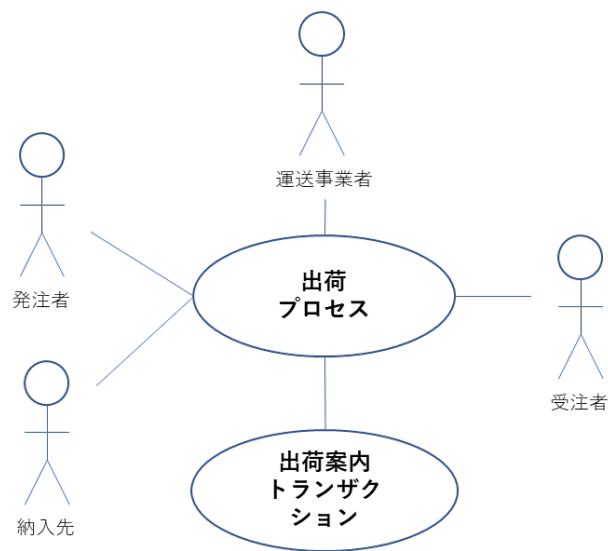 運送事業者
発注者
出荷
プロセス
受注者
出荷案内
トランザク
ション
納入先